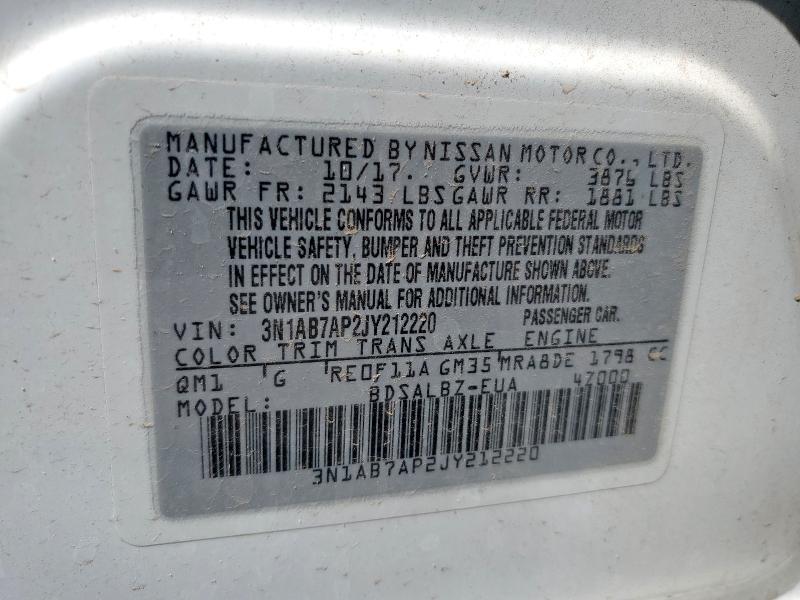 MANUFACTURED BY NISSAN MOTOR CO., LTD.
DATE: 10/17. GVWR: 3876 LBS
GAWR FR: 2143 LBS GAWR RR: 1881 LBS
THIS VEHICLE CONFORMS TO ALL APPLICABLE FEDERAL MOTOR
VEHICLE SAFETY, BUMPER AND THEFT PREVENTION STANDARDS
IN EFFECT ON THE DATE OF MANUFACTURE SHOWN ABOVE.
SEE OWNER'S MANUAL FOR ADDITIONAL INFORMATION.
VIN: 3N1AB7AP2JY212220 PASSENGER CAR.
COLOR TRIM TRANS AXLE ENGINE
QM1 G RE0F11A GM35 MRA8DE 1798 CC
MODEL: BDSALBZ-EUA 47000
3N1AB7AP2JY212220